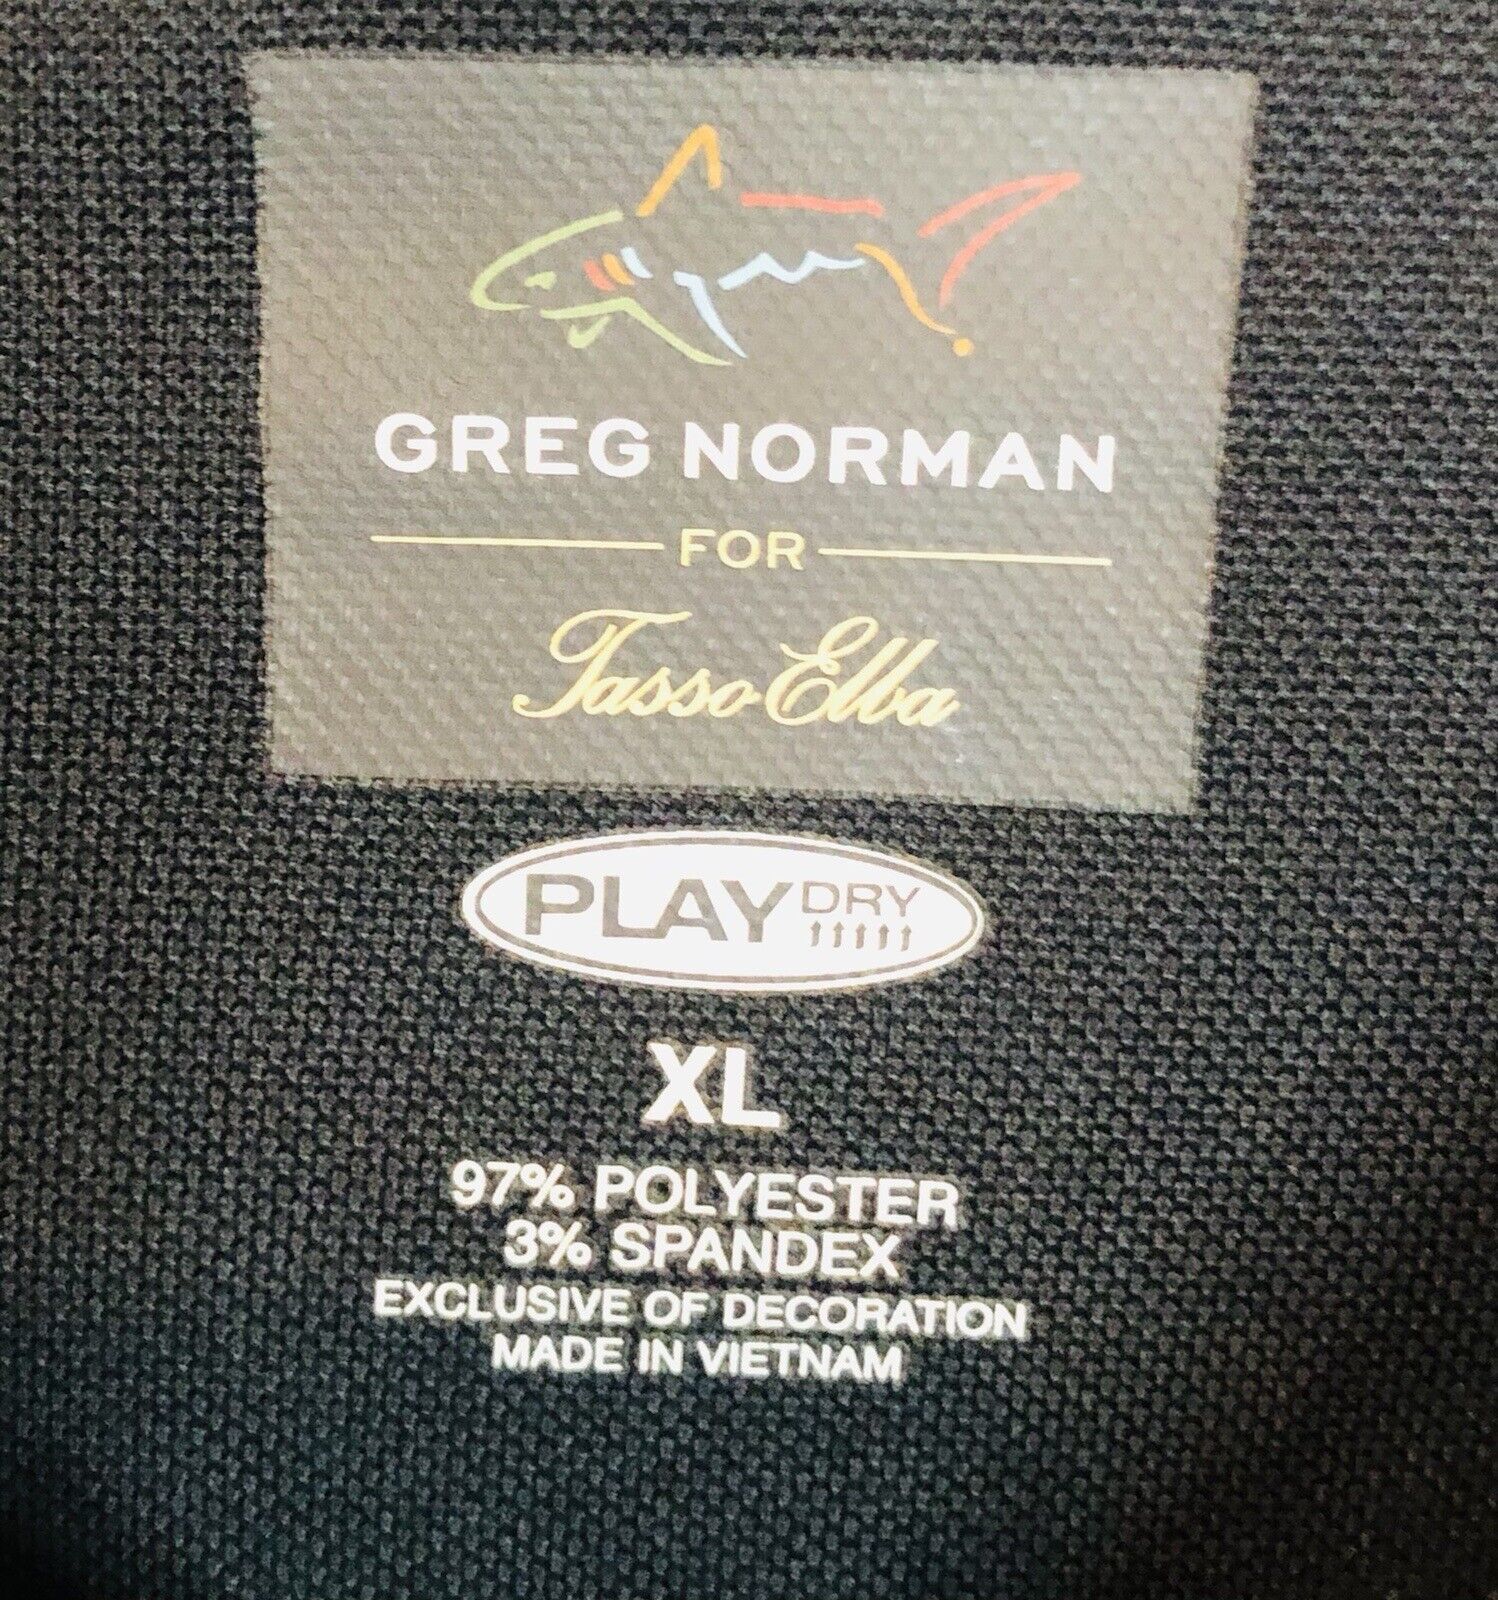 GREG NORMAN
FOR
Tasso Elba
PLAY DRY
XL
97% POLYESTER
3% SPANDEX
EXCLUSIVE OF DECORATION
MADE IN VIETNAM